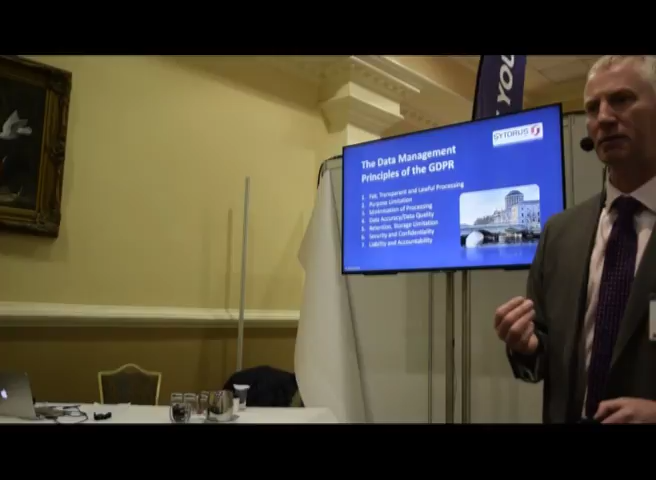 YOU
SYTORUS
The Data Management
Principles of the GDPR
1. Fair, Transparent and Lawful Processing
2. Purpose Limitation
3. Minimisation of Processing
4. Data Accuracy/Data Quality
5. Retention, Storage Limitation
6. Security and Confidentiality
7. Liability and Accountability